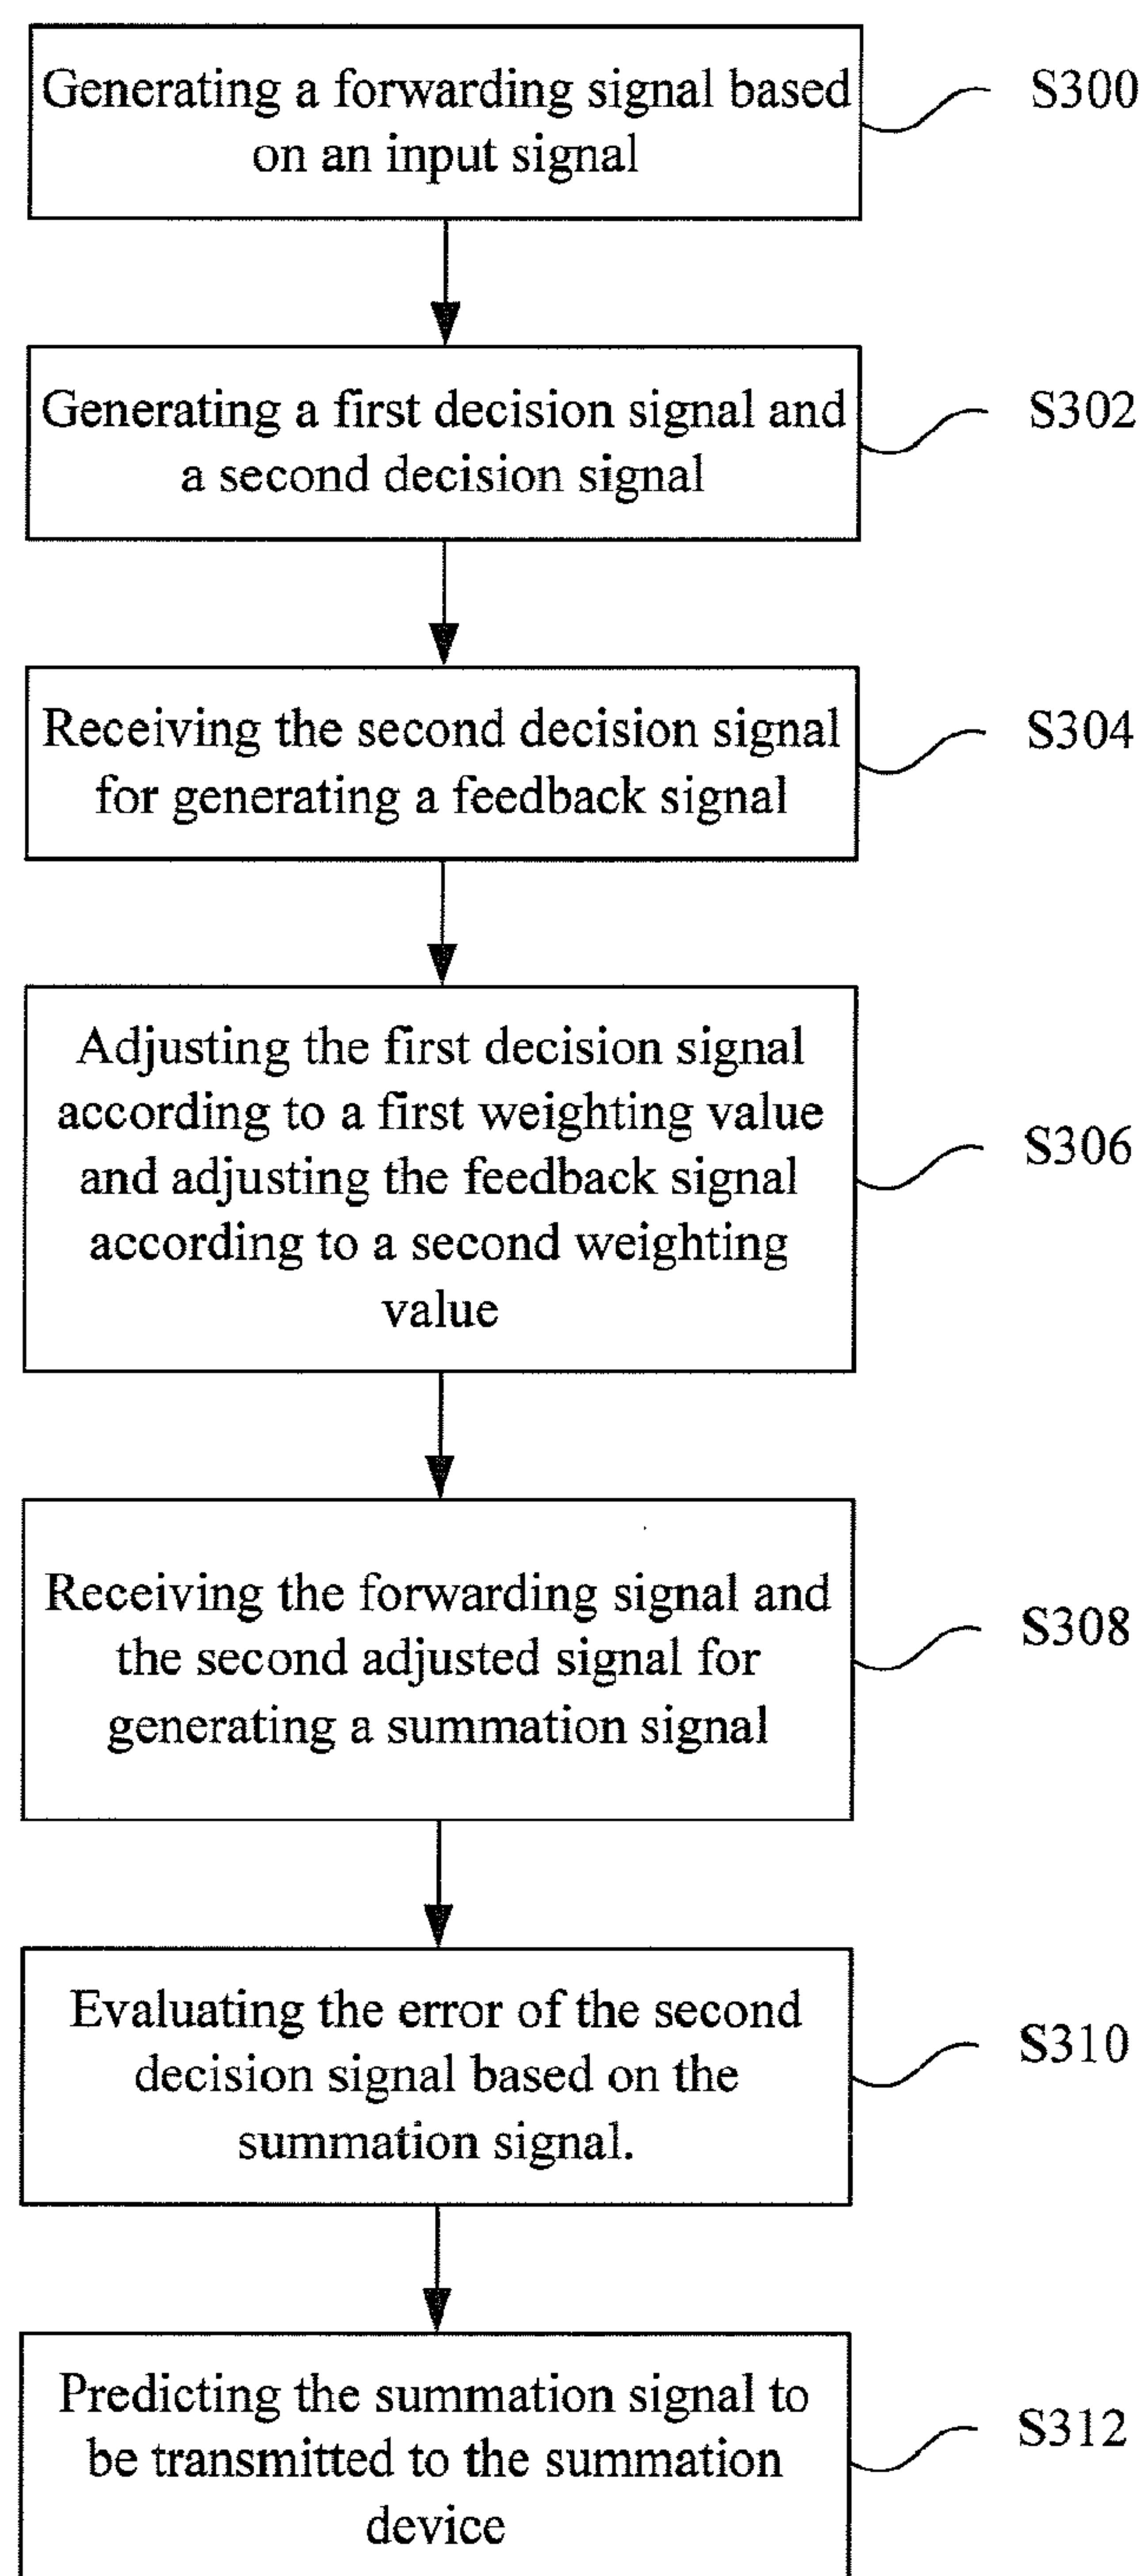 Generating a forwarding signal based
on an input signal
S300
Generating a first decision signal and
a second decision signal
S302
Receiving the second decision signal
for generating a feedback signal
S304
Adjusting the first decision signal
according to a first weighting value
and adjusting the feedback signal
according to a second weighting
value
S306
Receiving the forwarding signal and
the second adjusted signal for
generating a summation signal
S308
Evaluating the error of the second
decision signal based on the
summation signal.
S310
Predicting the summation signal to
be transmitted to the summation
device
S312